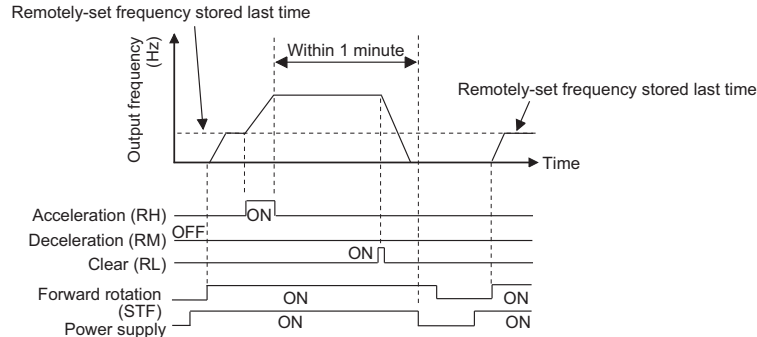 Remotely-set frequency stored last time
Output frequency
(Hz)
Within 1 minute
Remotely-set frequency stored last time
Time
Acceleration (RH)
ON
Deceleration (RM)
OFF
Clear (RL)
ON
Forward rotation
(STF)
ON
ON
Power supply
ON
ON